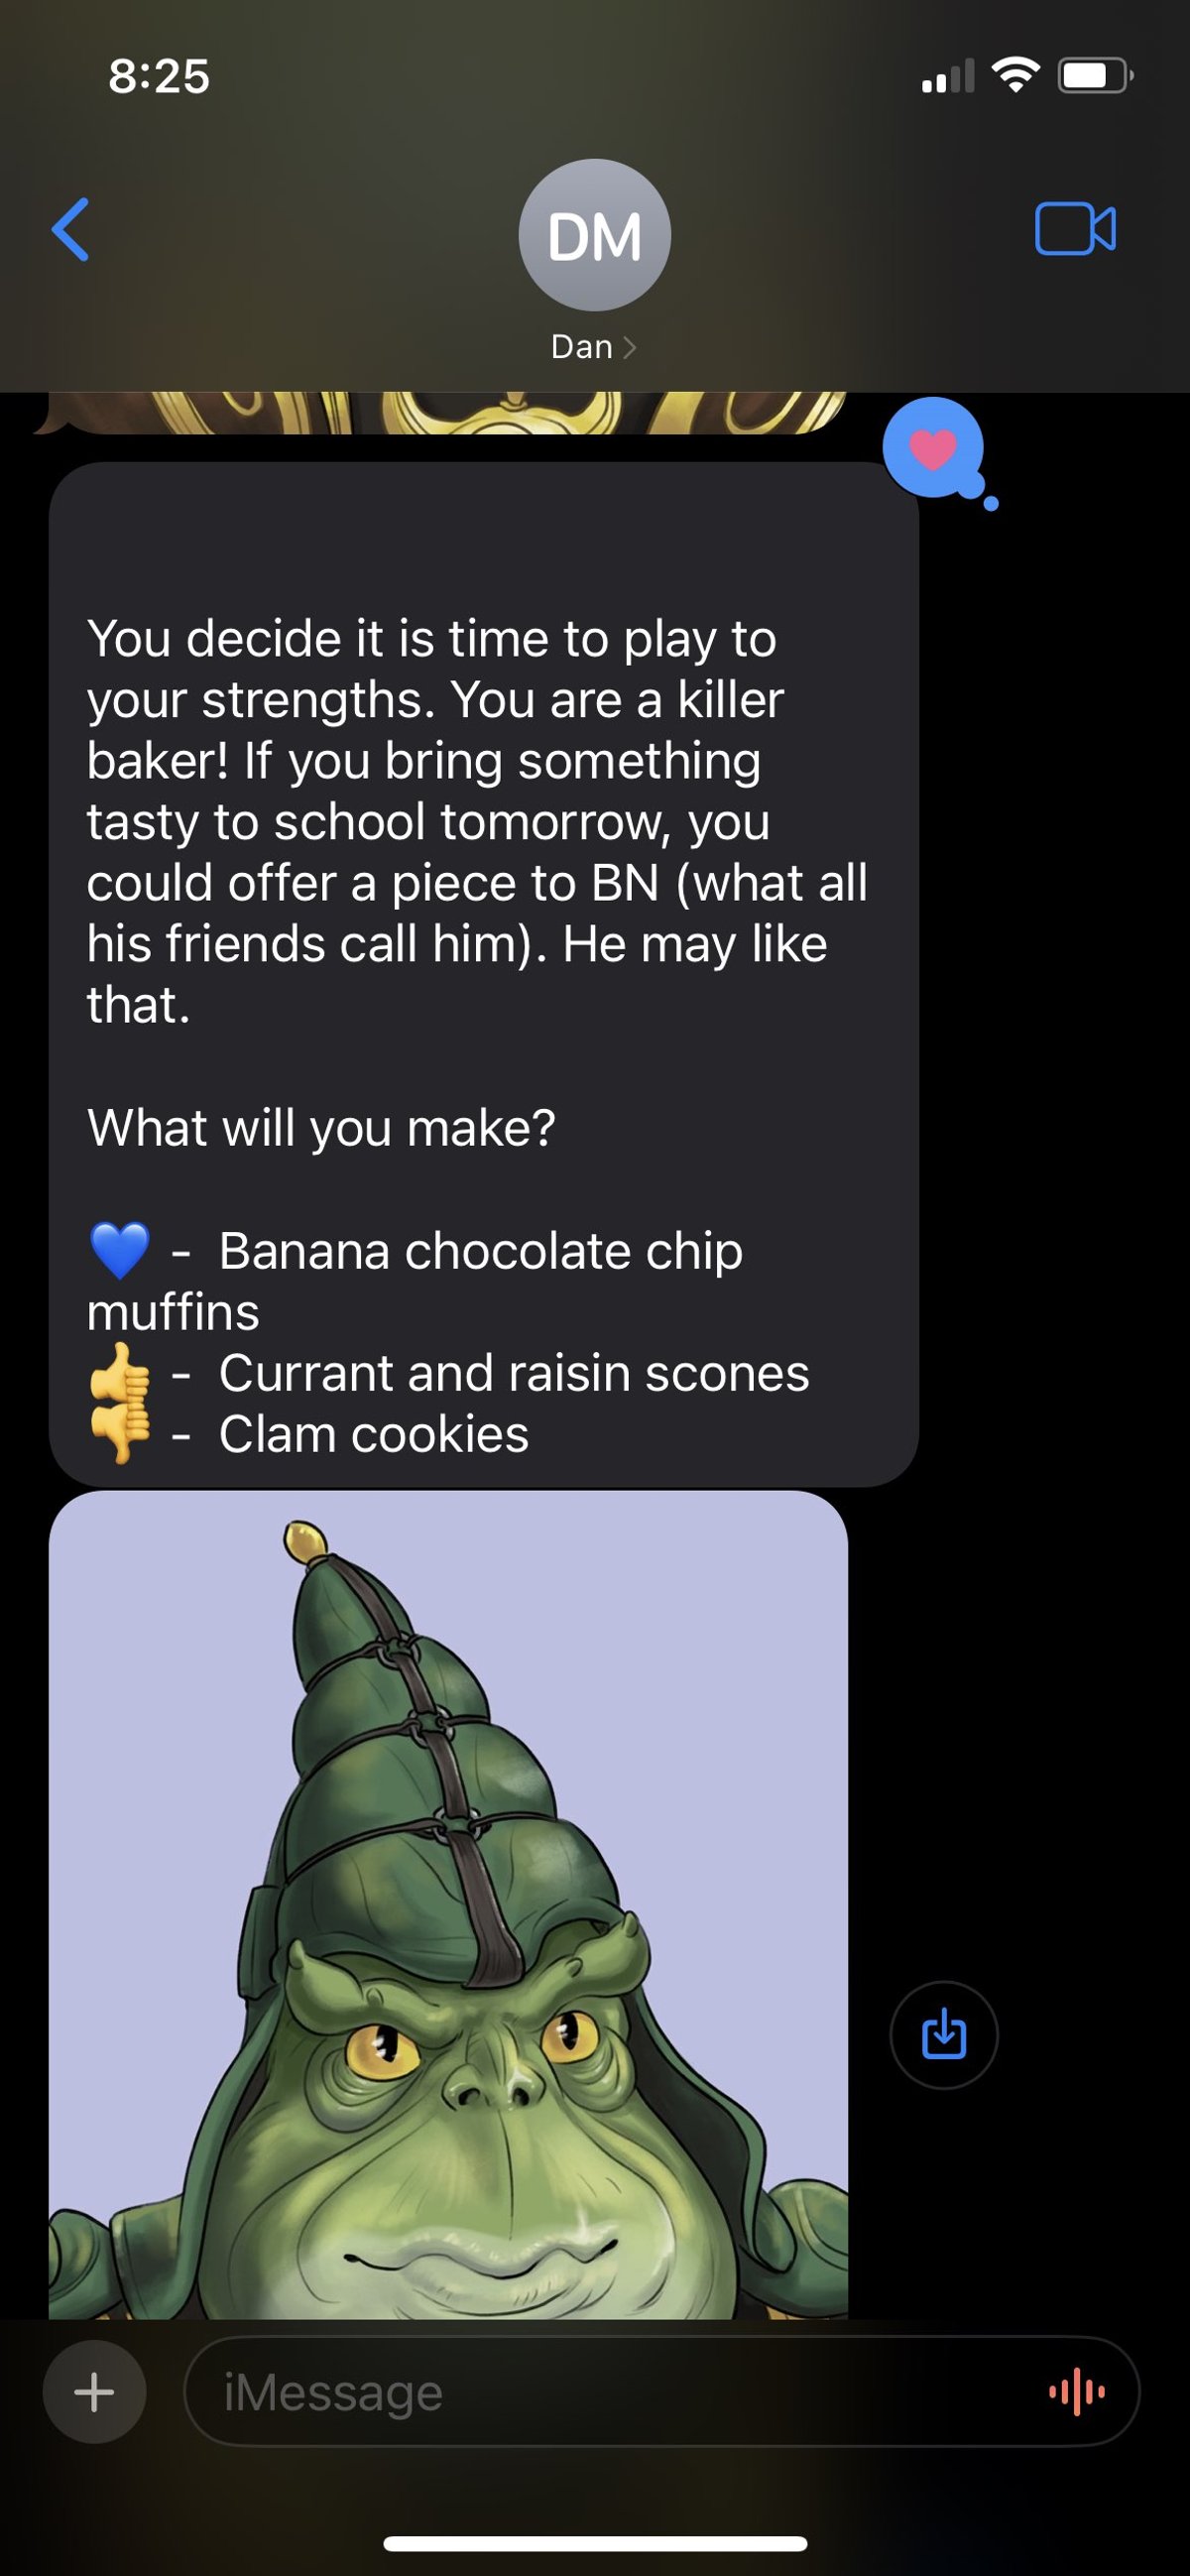 8:25
DM
Dan
You decide it is time to play to
your strengths. You are a killer
baker! If you bring something
tasty to school tomorrow, you
could offer a piece to BN (what all
his friends call him). He may like
that.
What will you make?
💙 - Banana chocolate chip
muffins
👍 - Currant and raisin scones
👎 - Clam cookies
iMessage